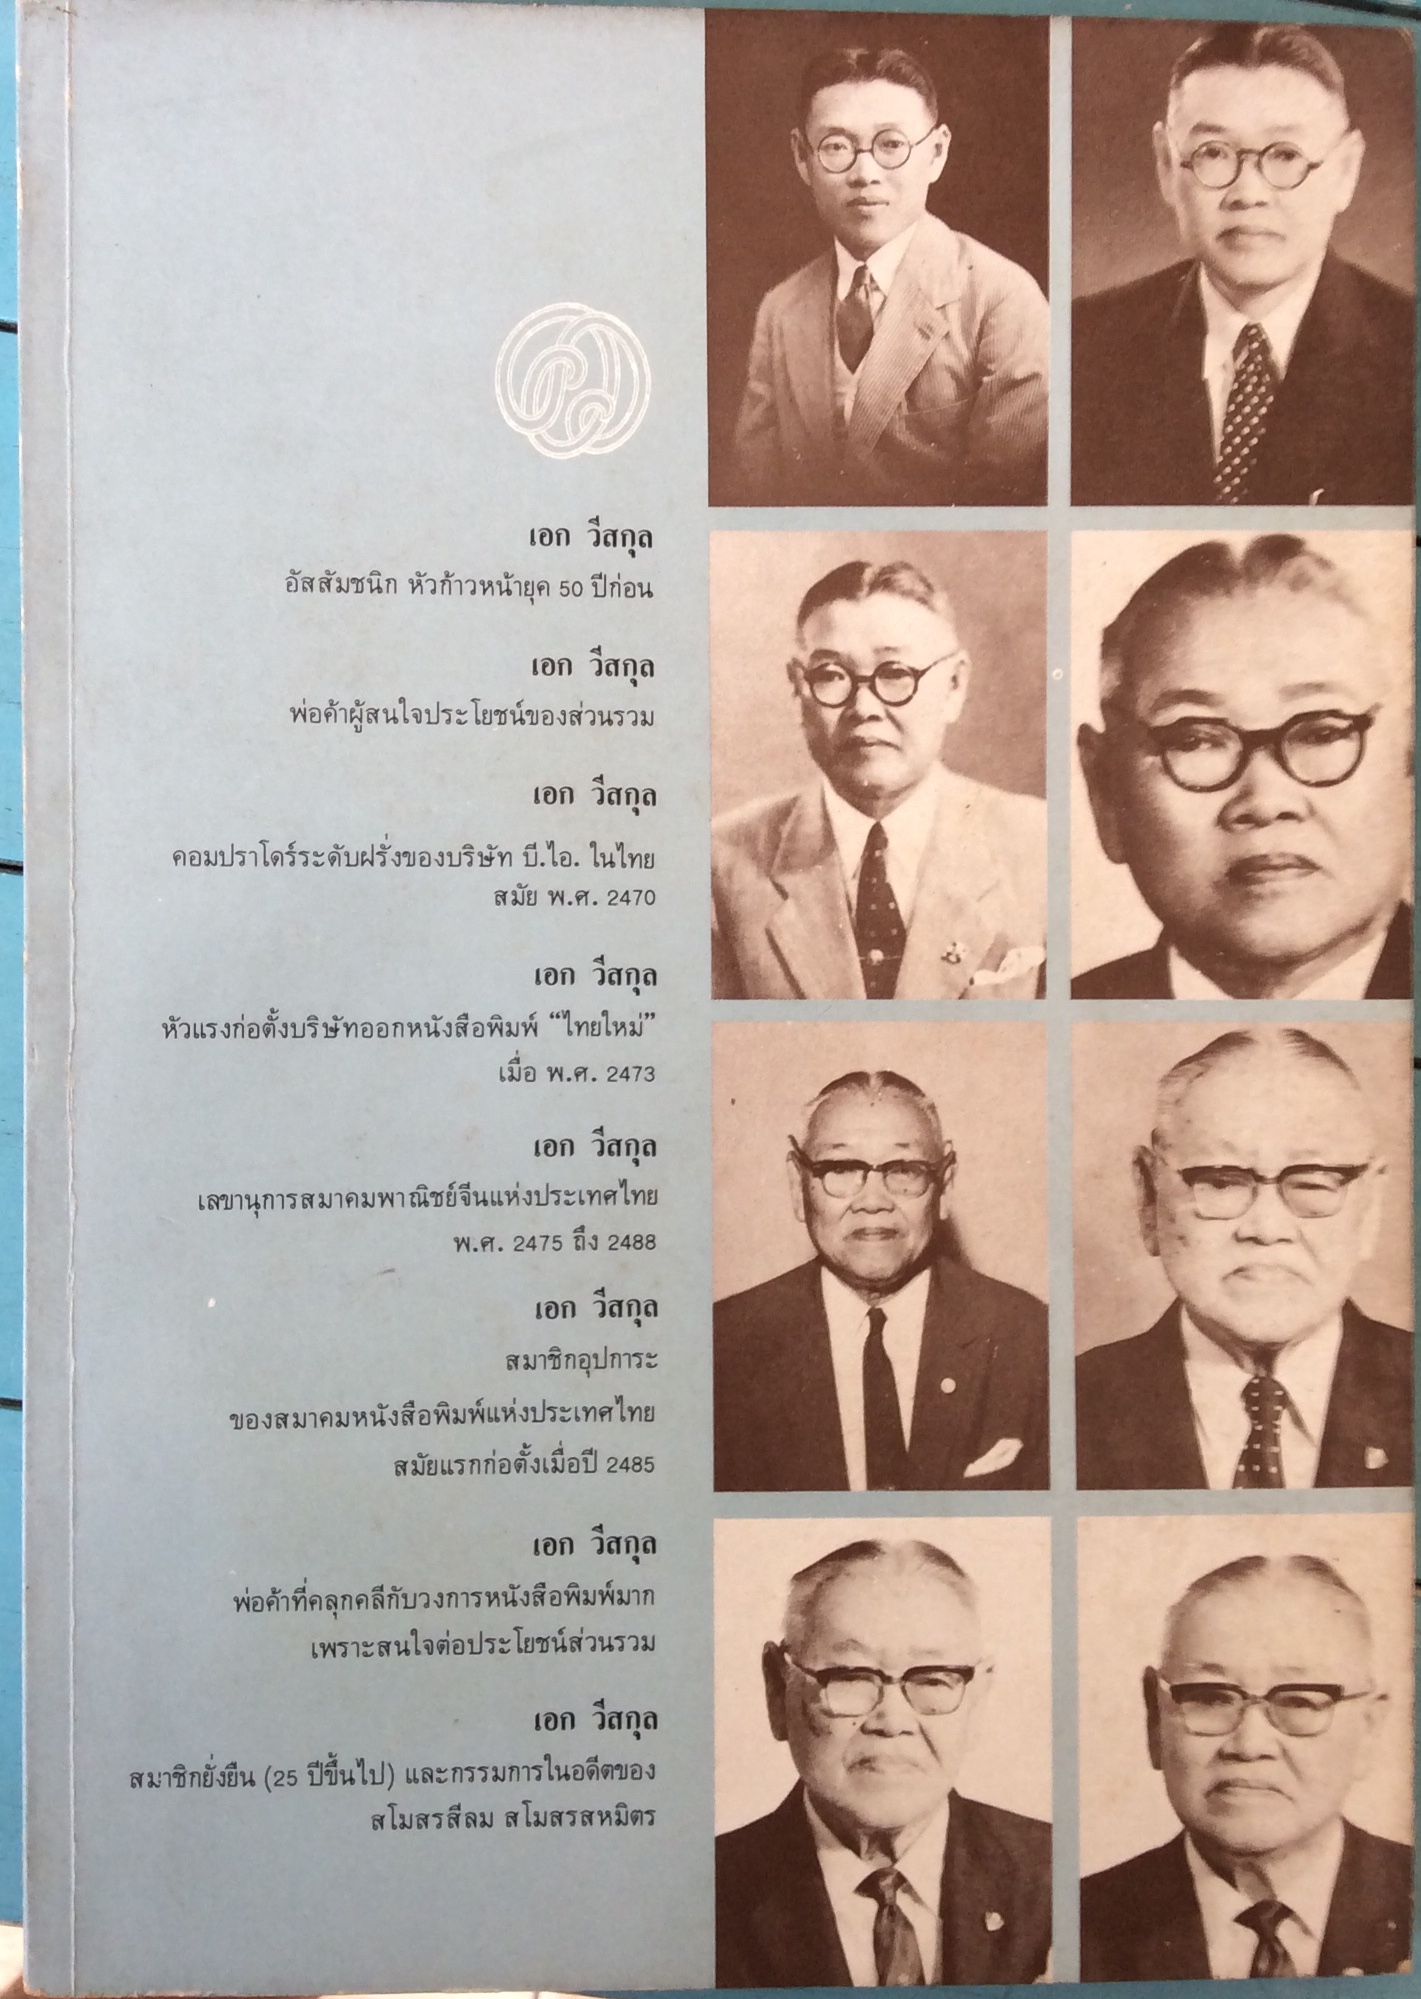 เอก วีสกุล
อัสสัมชนิก หัวก้าวหน้ายุค 50 ปีก่อน
เอก วีสกุล
พ่อค้าผู้สนใจประโยชน์ของส่วนรวม
เอก วีสกุล
คอมปราโดร์ระดับฝรั่งของบริษัท บี.ไอ. ในไทย
สมัย พ.ศ. 2470
เอก วีสกุล
หัวแรงก่อตั้งบริษัทออกหนังสือพิมพ์ “ไทยใหม่”
เมื่อ พ.ศ. 2473
เอก วีสกุล
เลขานุการสมาคมพาณิชย์จีนแห่งประเทศไทย
พ.ศ. 2475 ถึง 2488
เอก วีสกุล
สมาชิกอุปการะ
ของสมาคมหนังสือพิมพ์แห่งประเทศไทย
สมัยแรกก่อตั้งเมื่อปี 2485
เอก วีสกุล
พ่อค้าที่คลุกคลีกับวงการหนังสือพิมพ์มาก
เพราะสนใจต่อประโยชน์ส่วนรวม
เอก วีสกุล
สมาชิกยั่งยืน (25 ปีขึ้นไป) และกรรมการในอดีตของ
สโมสรสีลม สโมสรสหมิตร